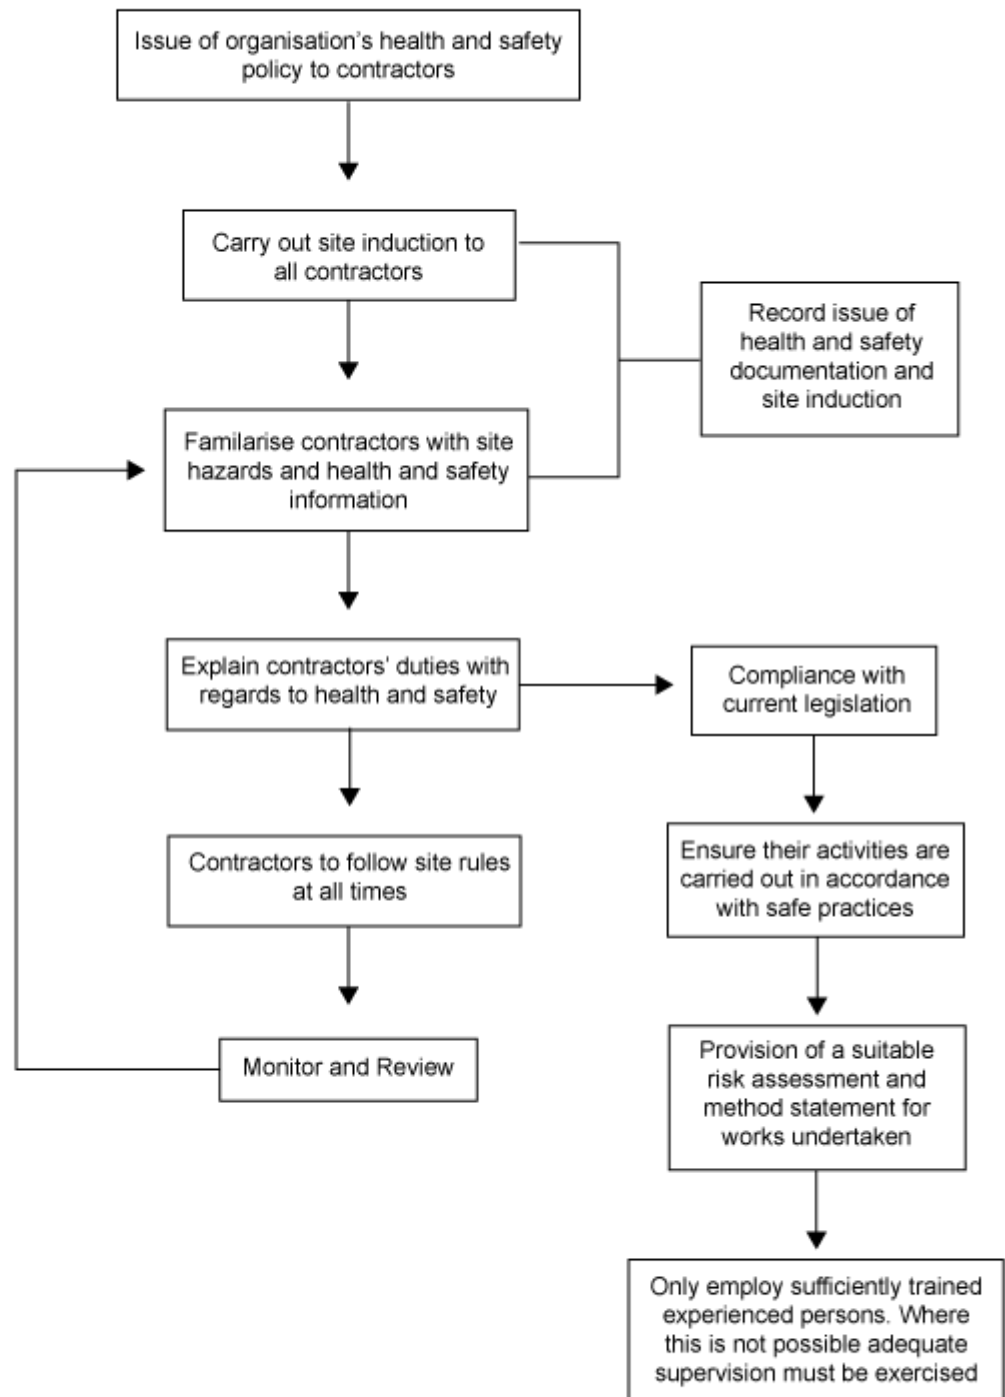 Issue of organisation's health and safety
policy to contractors
Carry out site induction to
all contractors
Record issue of
health and safety
documentation and
site induction
Familarise contractors with site
hazards and health and safety
information
Explain contractors' duties with
regards to health and safety
Compliance with
current legislation
Contractors to follow site rules
at all times
Ensure their activities are
carried out in accordance
with safe practices
Monitor and Review
Provision of a suitable
risk assessment and
method statement for
works undertaken
Only employ sufficiently trained
experienced persons. Where
this is not possible adequate
supervision must be exercised